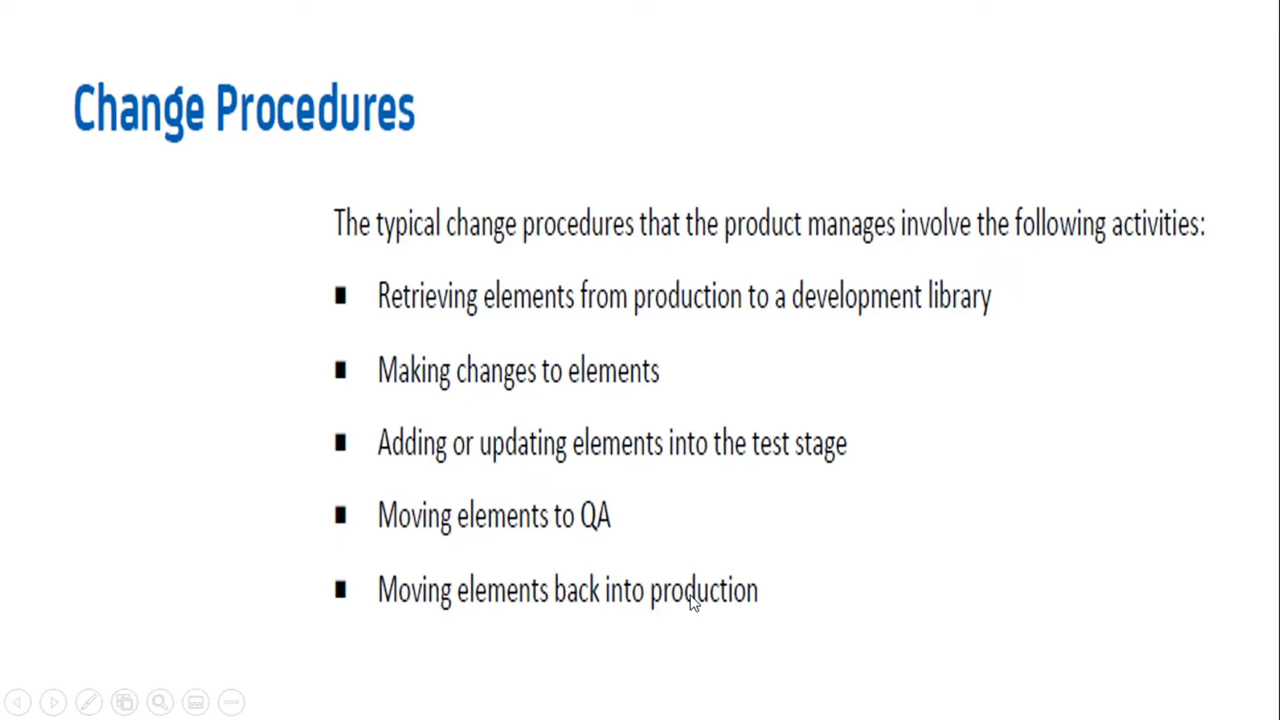 Change Procedures
The typical change procedures that the product manages involve the following activities:
▪ Retrieving elements from production to a development library
▪ Making changes to elements
▪ Adding or updating elements into the test stage
▪ Moving elements to QA
▪ Moving elements back into production